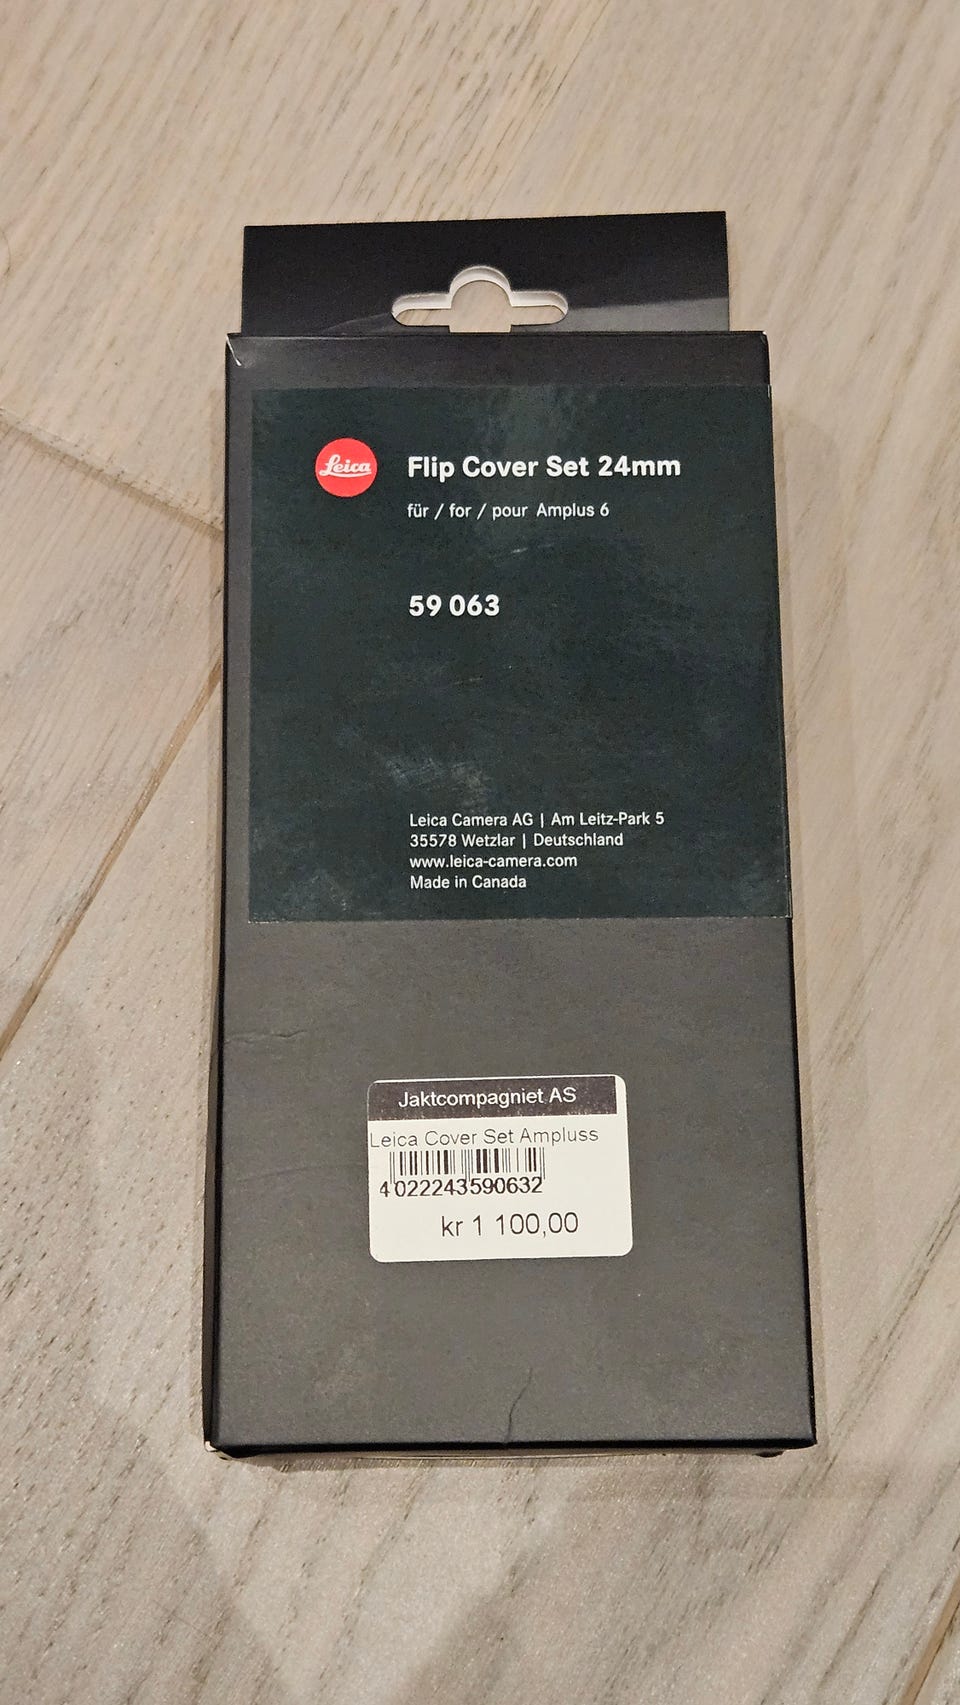 Leica
Flip Cover Set 24mm
für / for / pour Amplus 6
59 063
Leica Camera AG | Am Leitz-Park 5
35578 Wetzlar | Deutschland
www.leica-camera.com
Made in Canada
Jaktcompagniet AS
Leica Cover Set Ampluss
4 022243 590632
kr 1 100,00